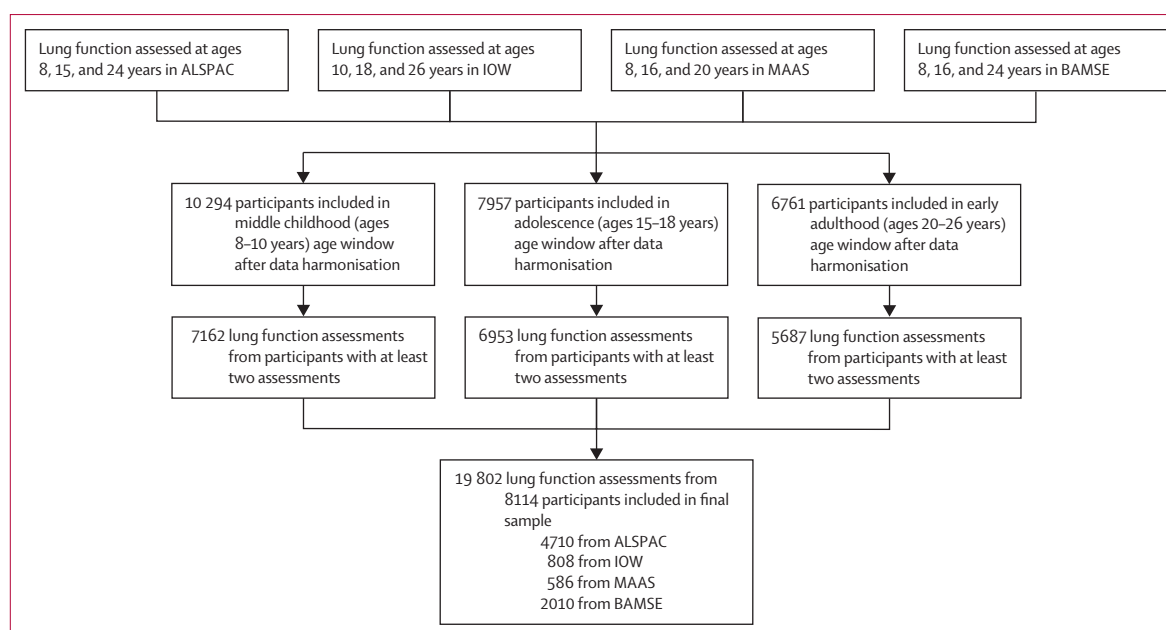 Lung function assessed at ages
8, 15, and 24 years in ALSPAC
Lung function assessed at ages
10, 18, and 26 years in IOW
Lung function assessed at ages
8, 16, and 20 years in MAAS
Lung function assessed at ages
8, 16, and 24 years in BAMSE
10 294 participants included in
middle childhood (ages
8–10 years) age window
after data harmonisation
7957 participants included in
adolescence (ages 15–18 years)
age window after data
harmonisation
6761 participants included in early
adulthood (ages 20–26 years)
age window after data
harmonisation
7162 lung function assessments
from participants with at least
two assessments
6953 lung function assessments
from participants with at least
two assessments
5687 lung function assessments
from participants with at least
two assessments
19 802 lung function assessments from
8114 participants included in final
sample
4710 from ALSPAC
808 from IOW
586 from MAAS
2010 from BAMSE